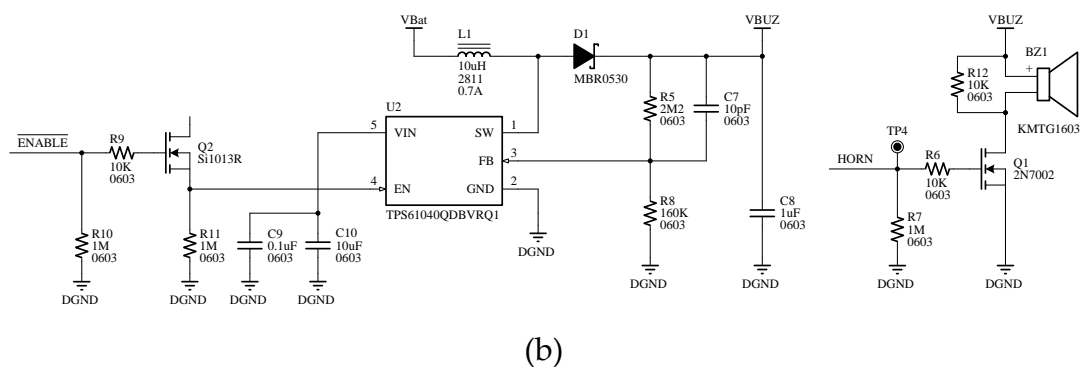 VBat
VBUZ
VBUZ
L1
10uH
2811
0.7A
D1
MBR0530
BZ1
+
KMTG1603
R12
10K
0603
R5
2M2
0603
C7
10pF
0603
U2
5
VIN
SW
1
FB
3
4
EN
GND
2
TPS61040QDBVRQ1
ENABLE
R9
10K
0603
Q2
Si1013R
TP4
HORN
R6
10K
0603
Q1
2N7002
R10
1M
0603
R11
1M
0603
C9
0.1uF
0603
C10
10uF
0603
R8
160K
0603
C8
1uF
0603
R7
1M
0603
DGND
DGND
DGND
DGND
DGND
DGND
DGND
DGND
DGND
(b)